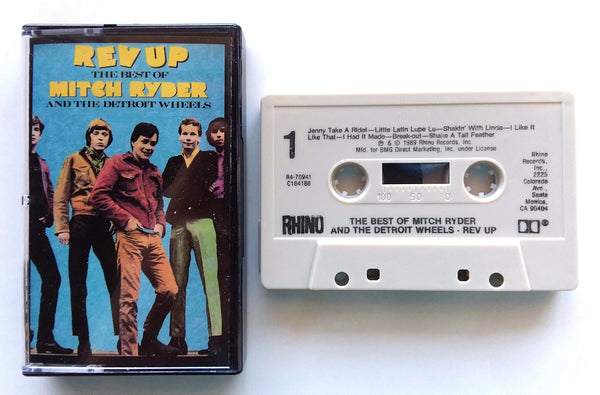 REV UP
THE BEST OF
MITCH RYDER
AND THE DETROIT WHEELS
1
Jenny Take A Ride!—Little Latin Lupe Lu—Shakin' With Linda—I Like It
Like That—I Had It Made—Breakout—Shake A Tail Feather
℗ & © 1989 Rhino Records, Inc.
Mfd. for BMG Direct Marketing, Inc. under License
R4-70941
C164188
Rhino
Records,
Inc.,
2225
Colorado
Ave.,
Santa
Monica,
CA 90404
100 50 0
RHINO
THE BEST OF MITCH RYDER
AND THE DETROIT WHEELS - REV UP